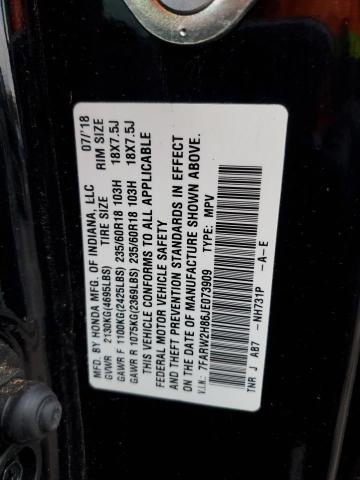 MFD. BY HONDA MFG. OF INDIANA, LLC 07/'18
TIRE SIZE RIM SIZE
GVWR 2130KG(4695LBS)
GAWR F 1100KG(2425LBS) 235/60R18 103H 18X7.5J
GAWR R 1075KG(2369LBS) 235/60R18 103H 18X7.5J
THIS VEHICLE CONFORMS TO ALL APPLICABLE
FEDERAL MOTOR VEHICLE SAFETY
AND THEFT PREVENTION STANDARDS IN EFFECT
ON THE DATE OF MANUFACTURE SHOWN ABOVE.
V.I.N.: 7FARW2H86JE073909 TYPE: MPV
TNR J AB7 -NH731P -A-E